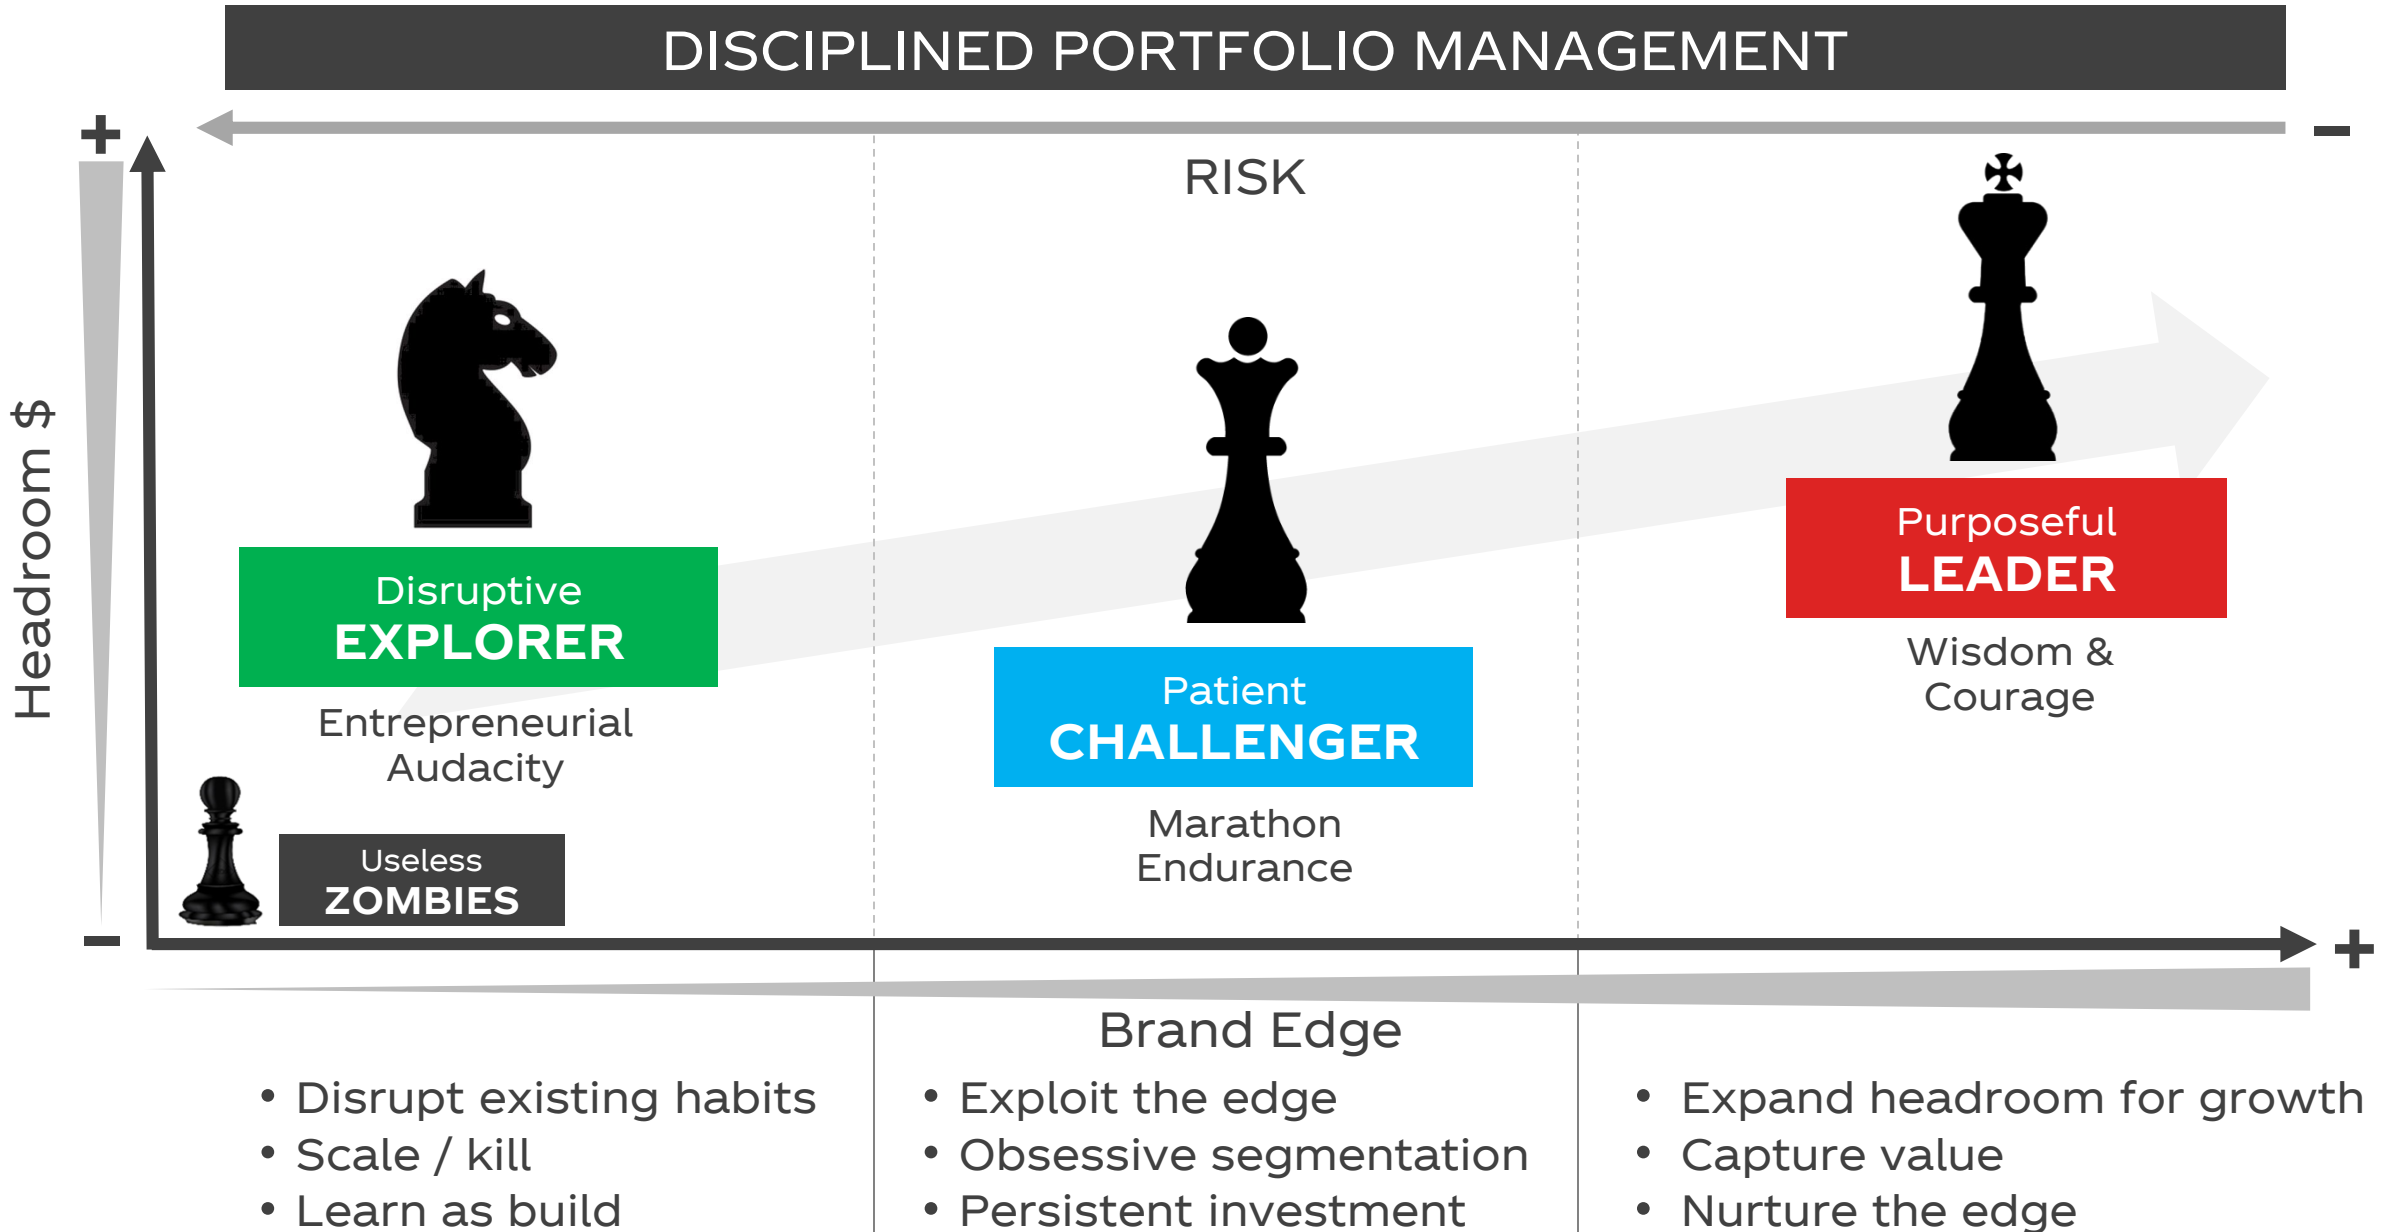 DISCIPLINED PORTFOLIO MANAGEMENT
+
–
RISK
Headroom $
Disruptive
EXPLORER
Entrepreneurial
Audacity
Useless
ZOMBIES
Patient
CHALLENGER
Marathon
Endurance
Purposeful
LEADER
Wisdom &
Courage
–
+
Brand Edge
• Disrupt existing habits
• Scale / kill
• Learn as build
• Exploit the edge
• Obsessive segmentation
• Persistent investment
• Expand headroom for growth
• Capture value
• Nurture the edge